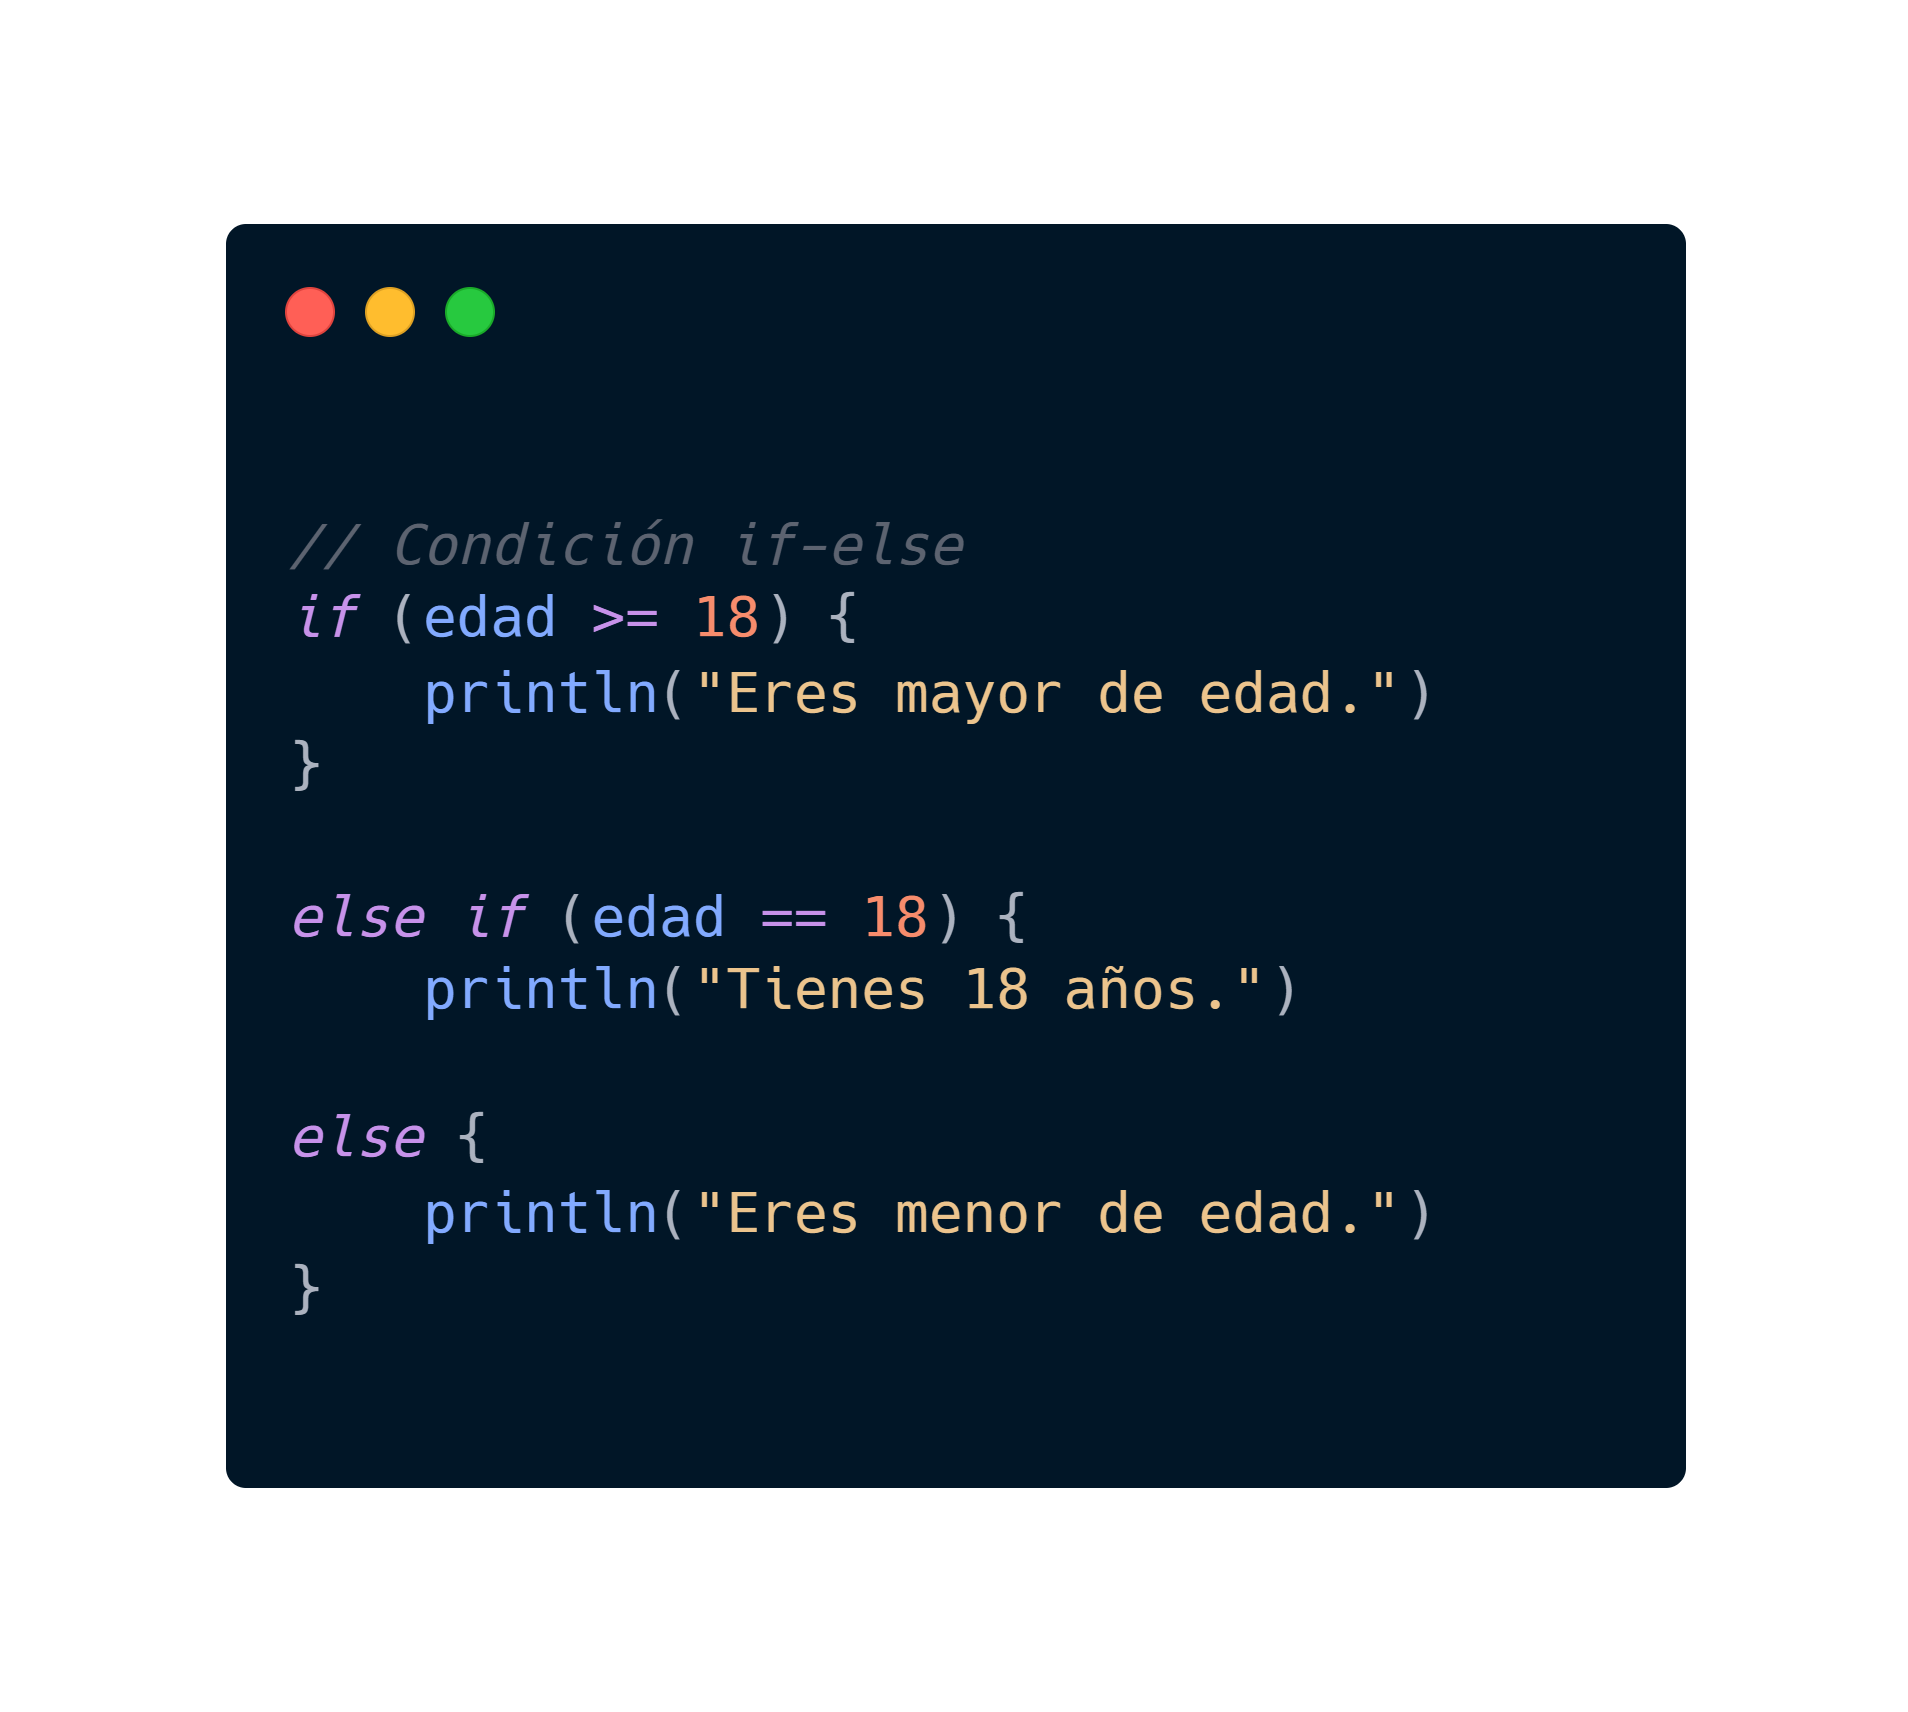 // Condición if-else
if (edad >= 18) {
    println("Eres mayor de edad.")
}
else if (edad == 18) {
    println("Tienes 18 años.")
else {
    println("Eres menor de edad.")
}